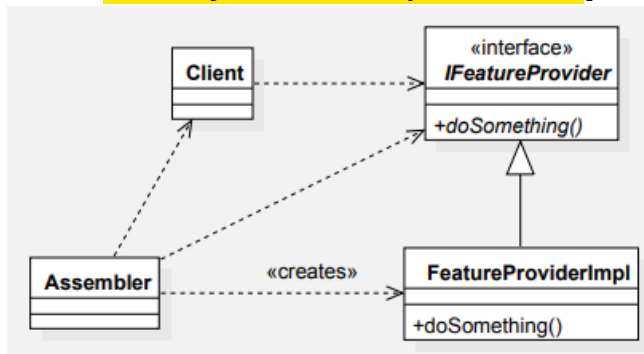 Client
«interface»
IFeatureProvider
+doSomething()
Assembler
«creates»
FeatureProviderImpl
+doSomething()